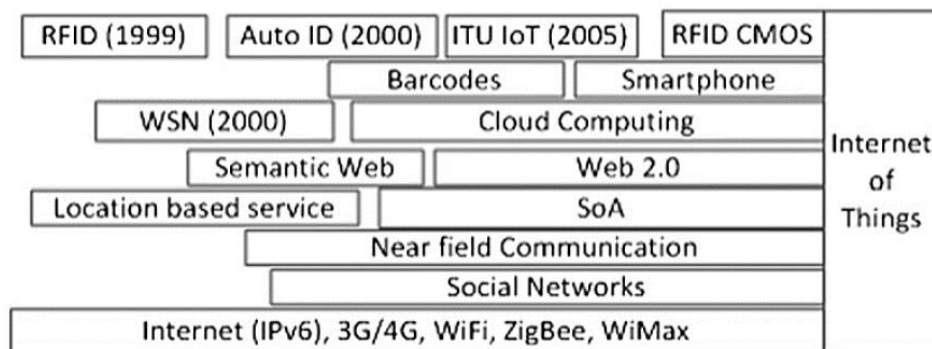 RFID (1999)
Auto ID (2000)
ITU IoT (2005)
RFID CMOS
Barcodes
Smartphone
WSN (2000)
Cloud Computing
Semantic Web
Web 2.0
Location based service
SoA
Near field Communication
Social Networks
Internet (IPv6), 3G/4G, WiFi, ZigBee, WiMax
Internet
of
Things